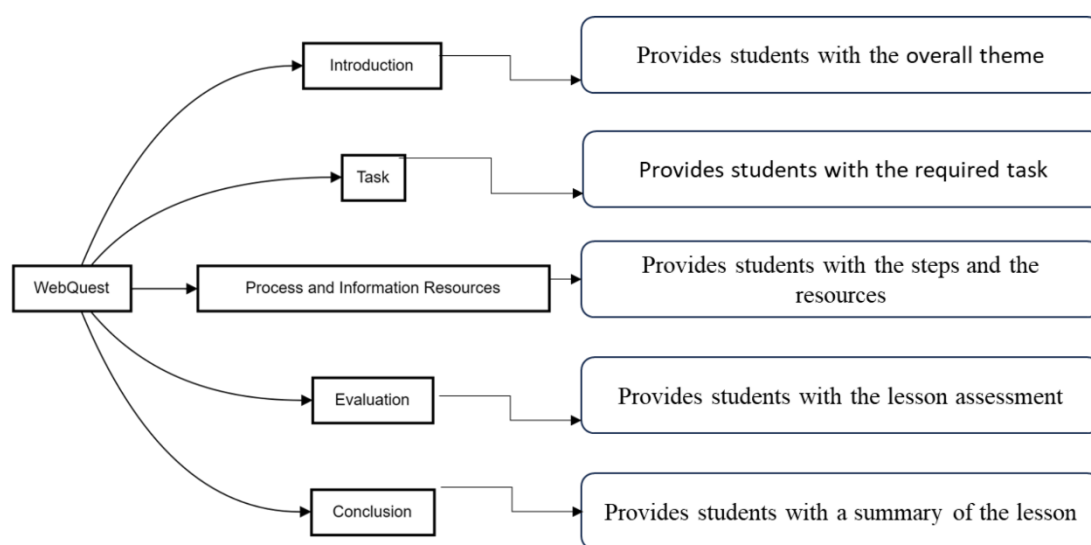 Introduction
Provides students with the overall theme
Task
Provides students with the required task
WebQuest
Process and Information Resources
Provides students with the steps and the
resources
Evaluation
Provides students with the lesson assessment
Conclusion
Provides students with a summary of the lesson